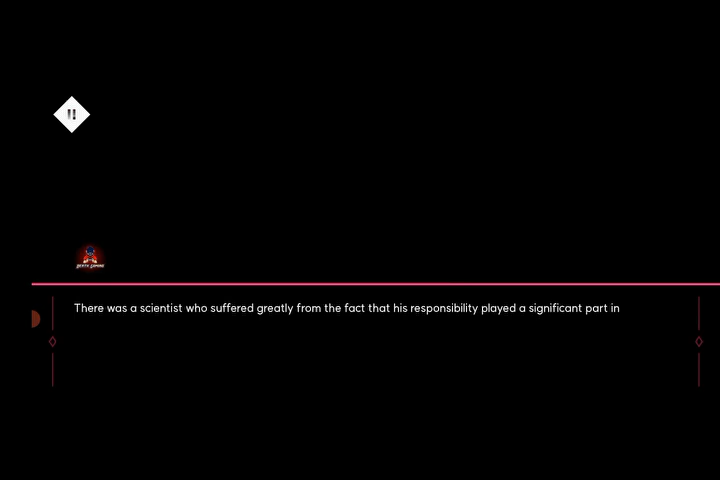 There was a scientist who suffered greatly from the fact that his responsibility played a significant part in